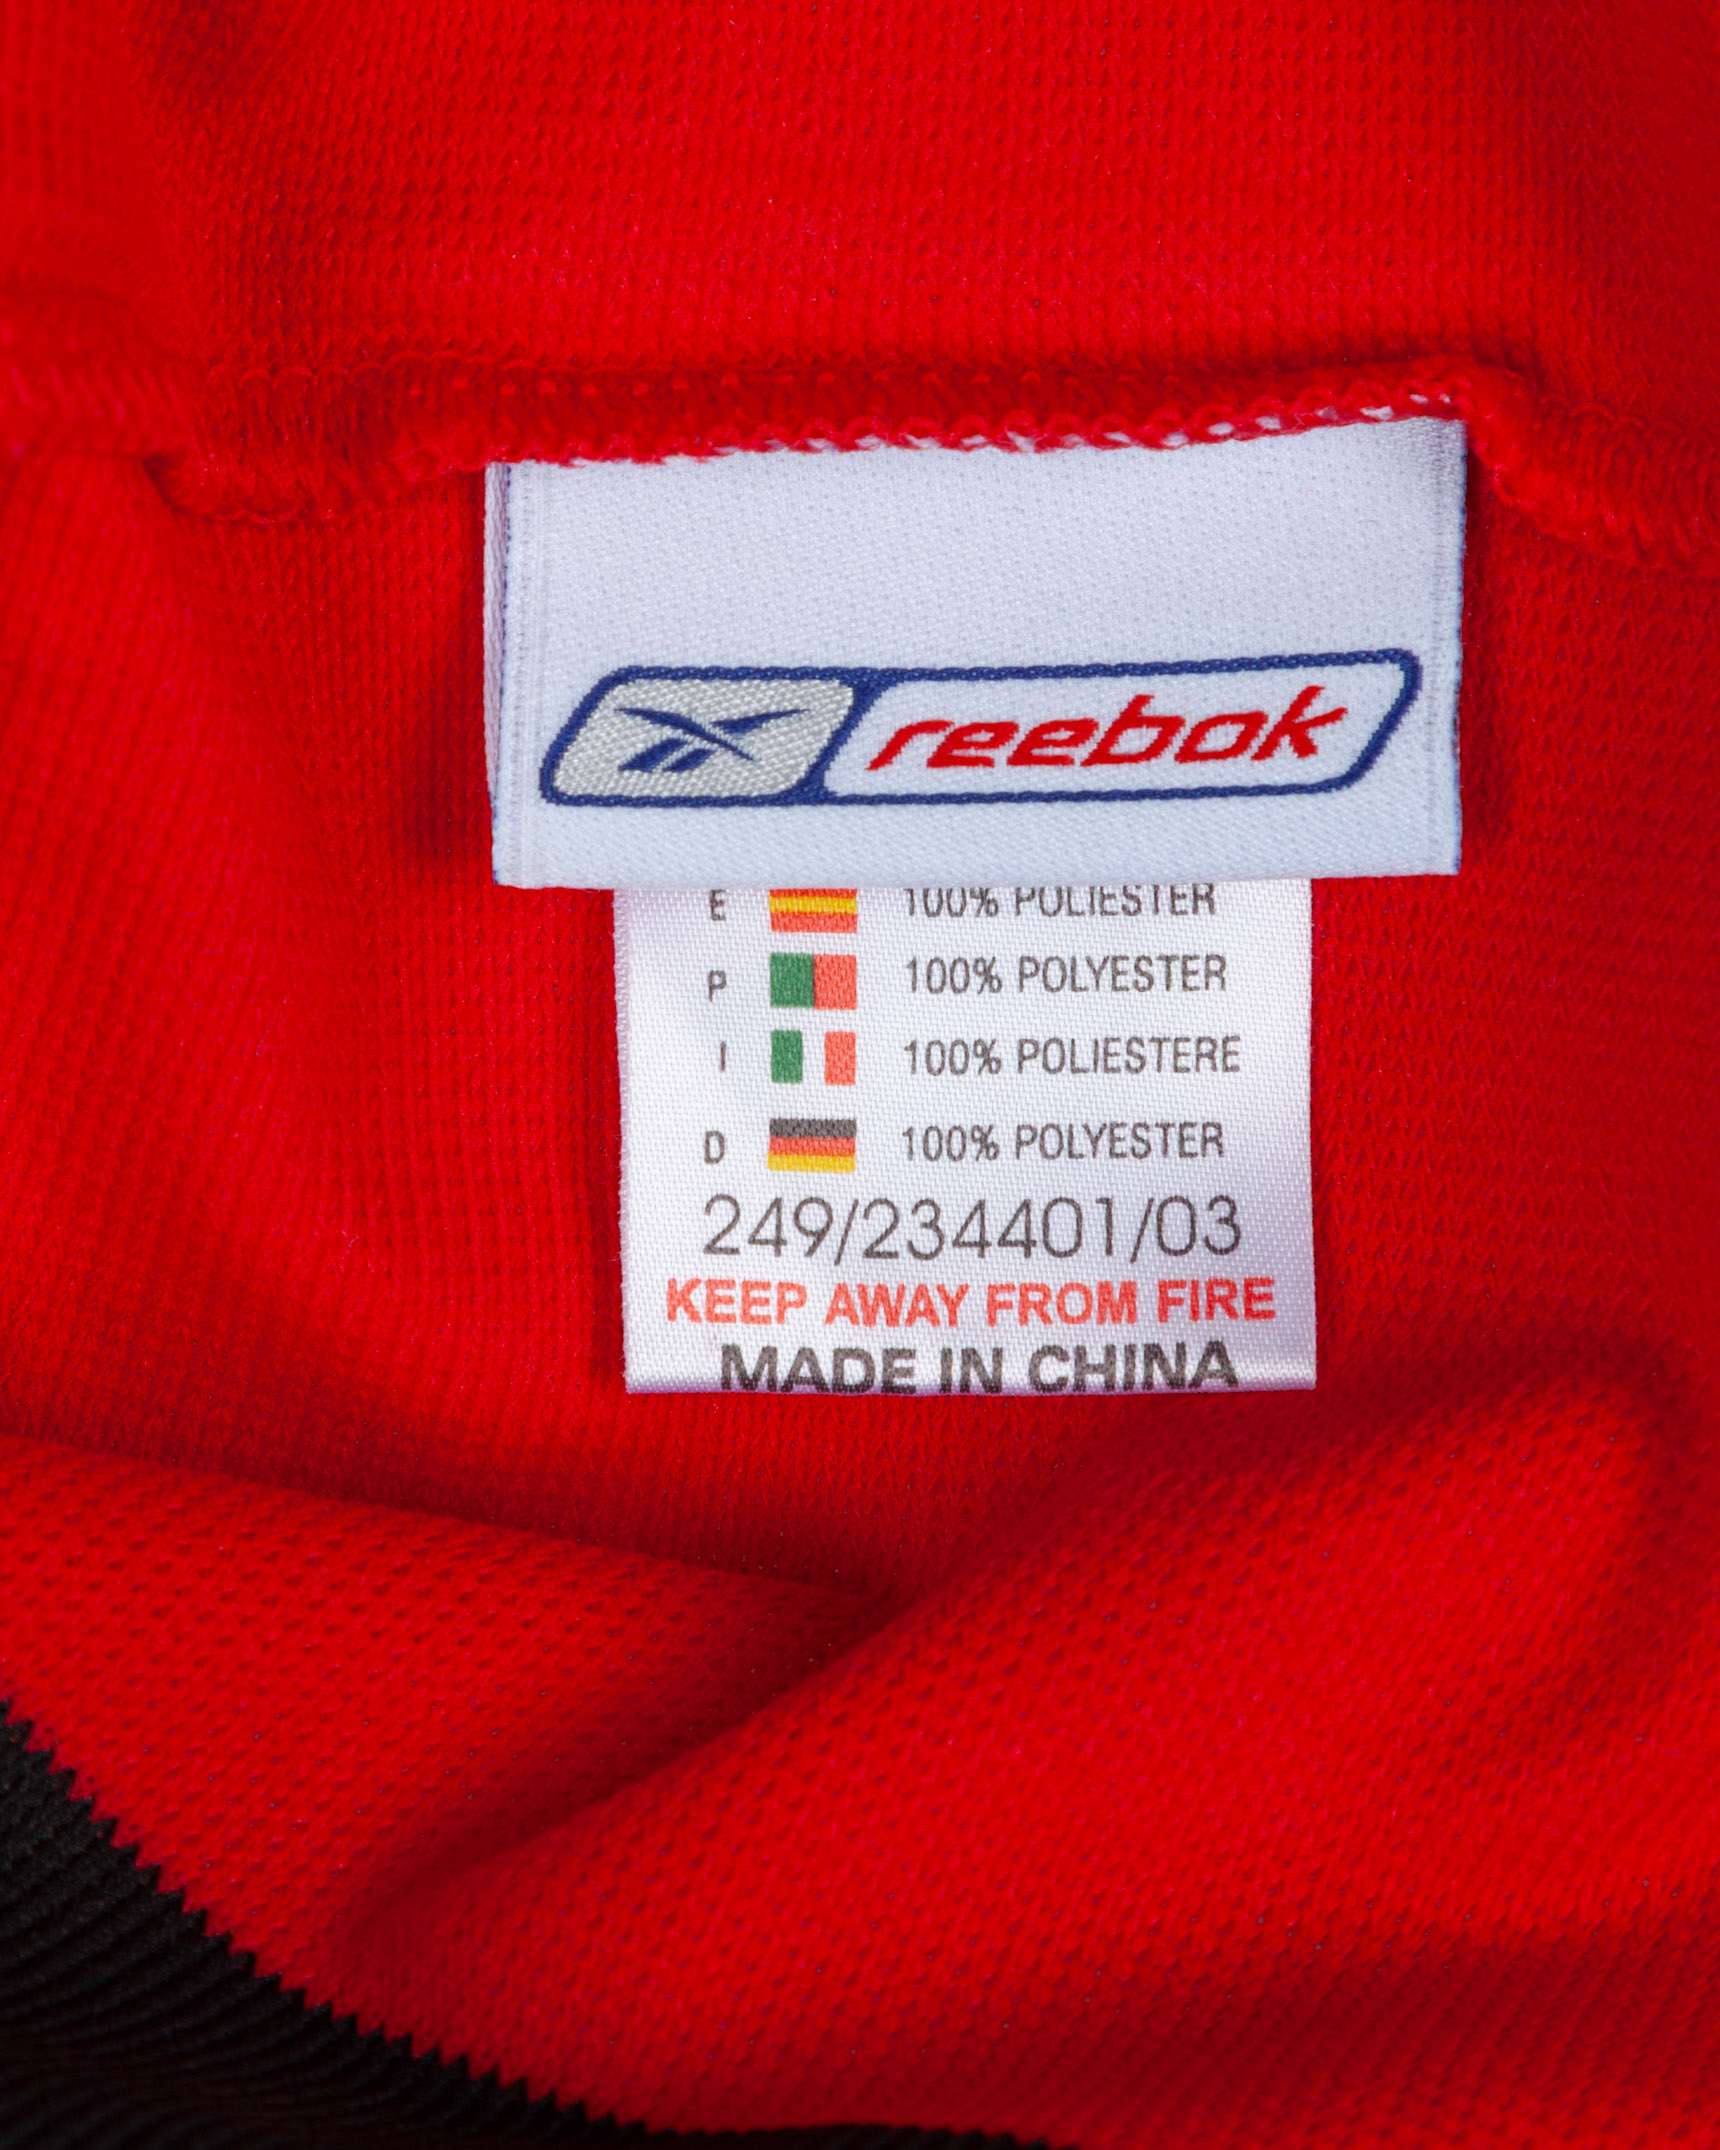 reebok
E 100% POLIESTER
P 100% POLYESTER
I 100% POLIESTERE
D 100% POLYESTER
249/234401/03
KEEP AWAY FROM FIRE
MADE IN CHINA